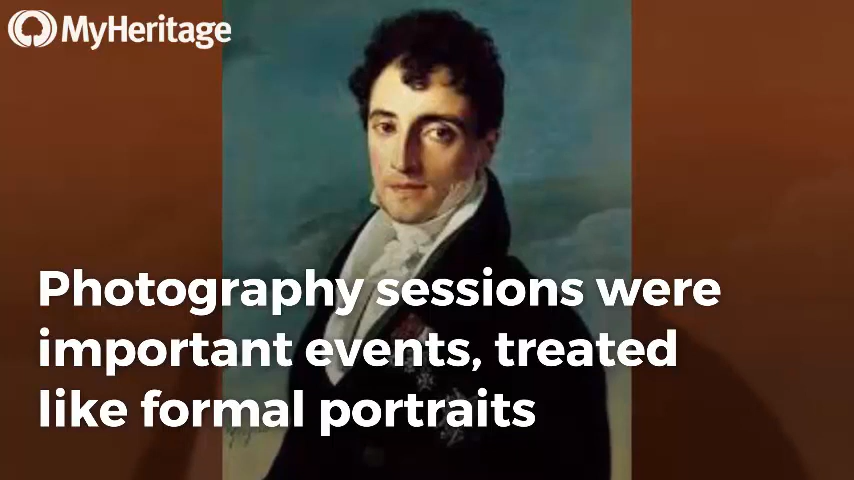 MyHeritage
Photography sessions were
important events, treated
like formal portraits